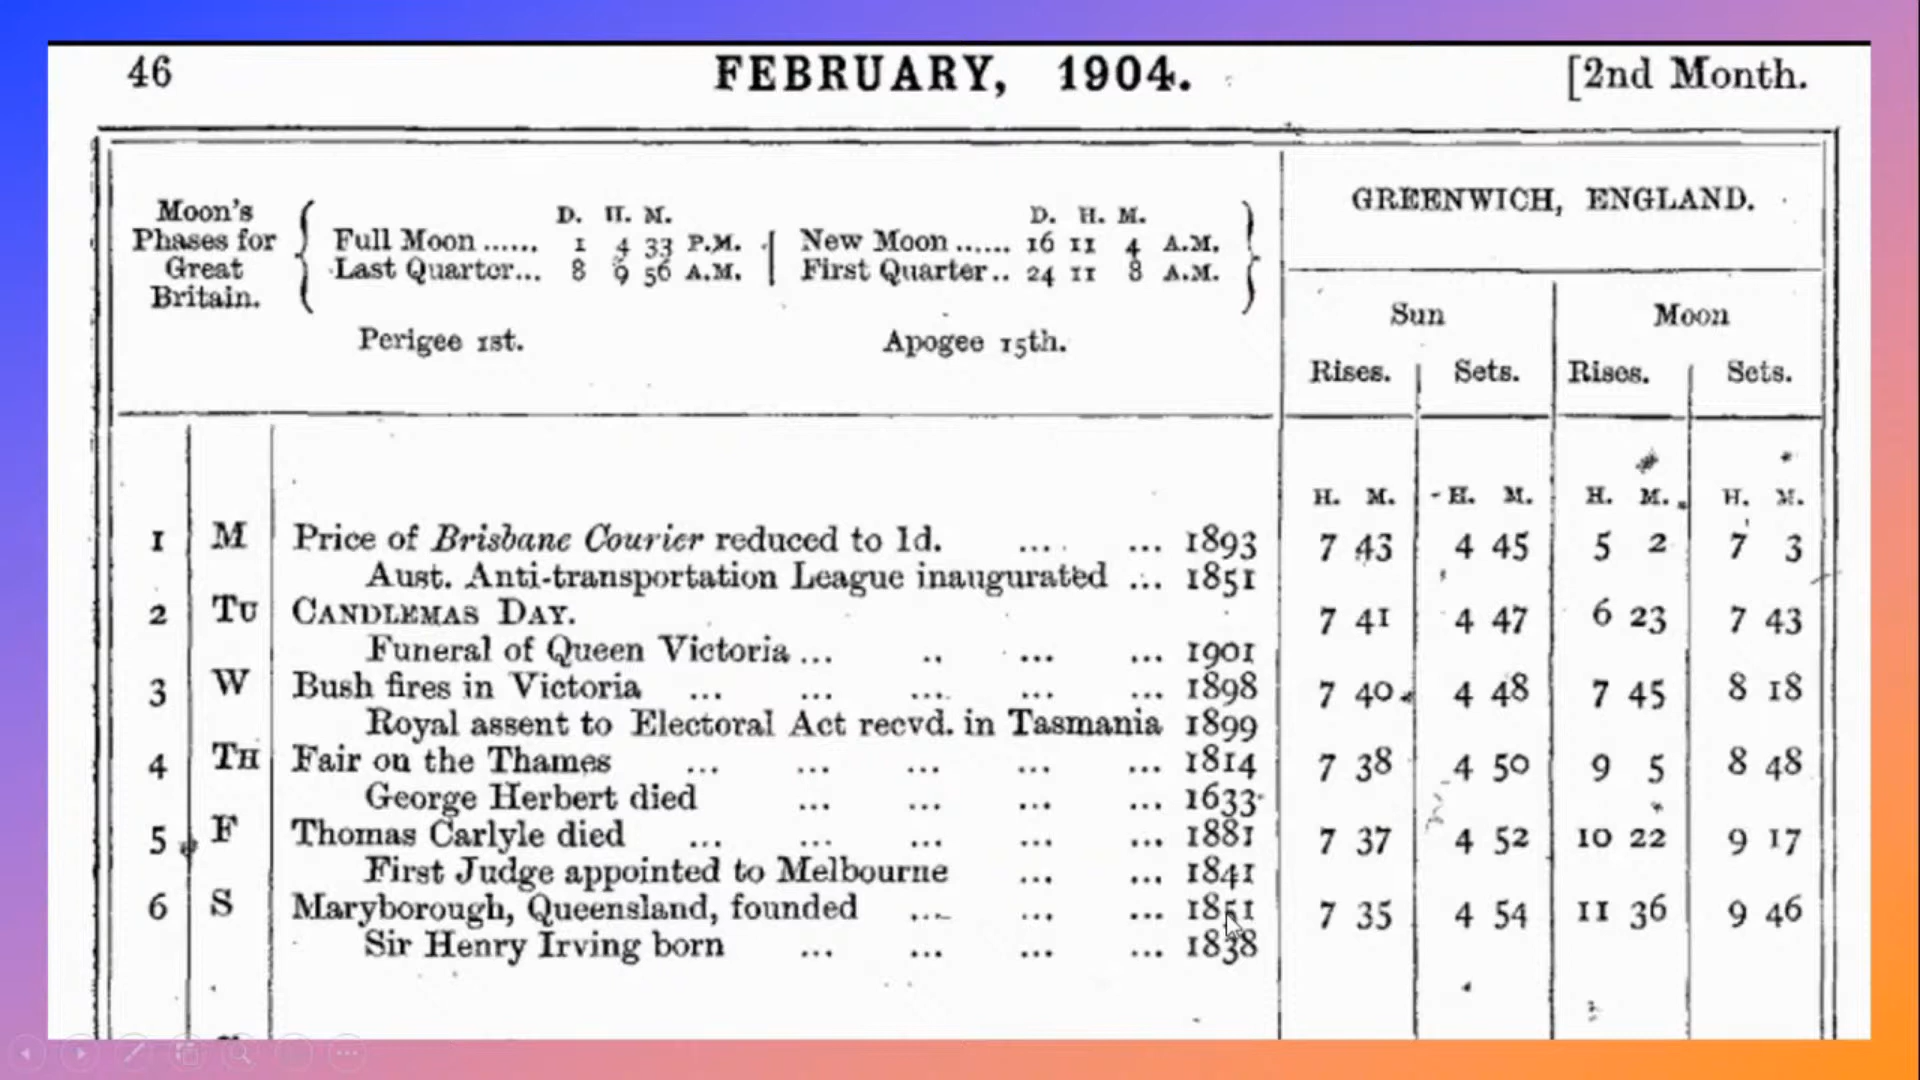 46 FEBRUARY, 1904. [2nd Month.
Moon's Phases for Great Britain.
D. H. M.
Full Moon ...... 1 4 33 P.M.
Last Quarter... 8 9 56 A.M.
D. H. M.
New Moon ...... 16 11 4 A.M.
First Quarter.. 24 11 8 A.M.
Perigee 1st. Apogee 15th.
GREENWICH, ENGLAND.
Sun Moon
Rises. Sets. Rises. Sets.
H. M. H. M. H. M. H. M.
1 M Price of Brisbane Courier reduced to 1d. .... ... 1893 7 43 4 45 5 2 7 3
Aust. Anti-transportation League inaugurated ... 1851
2 TU CANDLEMAS DAY. 7 41 4 47 6 23 7 43
Funeral of Queen Victoria ... .. ... ... 1901
3 W Bush fires in Victoria ... ... ... ... ... 1898 7 40 4 48 7 45 8 18
Royal assent to Electoral Act recvd. in Tasmania 1899
4 TH Fair on the Thames ... ... ... ... ... 1814 7 38 4 50 9 5 8 48
George Herbert died ... ... ... ... 1633
5 F Thomas Carlyle died ... ... ... ... ... 1881 7 37 4 52 10 22 9 17
First Judge appointed to Melbourne ... ... 1841
6 S Maryborough, Queensland, founded ... ... ... 1851 7 35 4 54 11 36 9 46
Sir Henry Irving born ... ... ... ... 1838